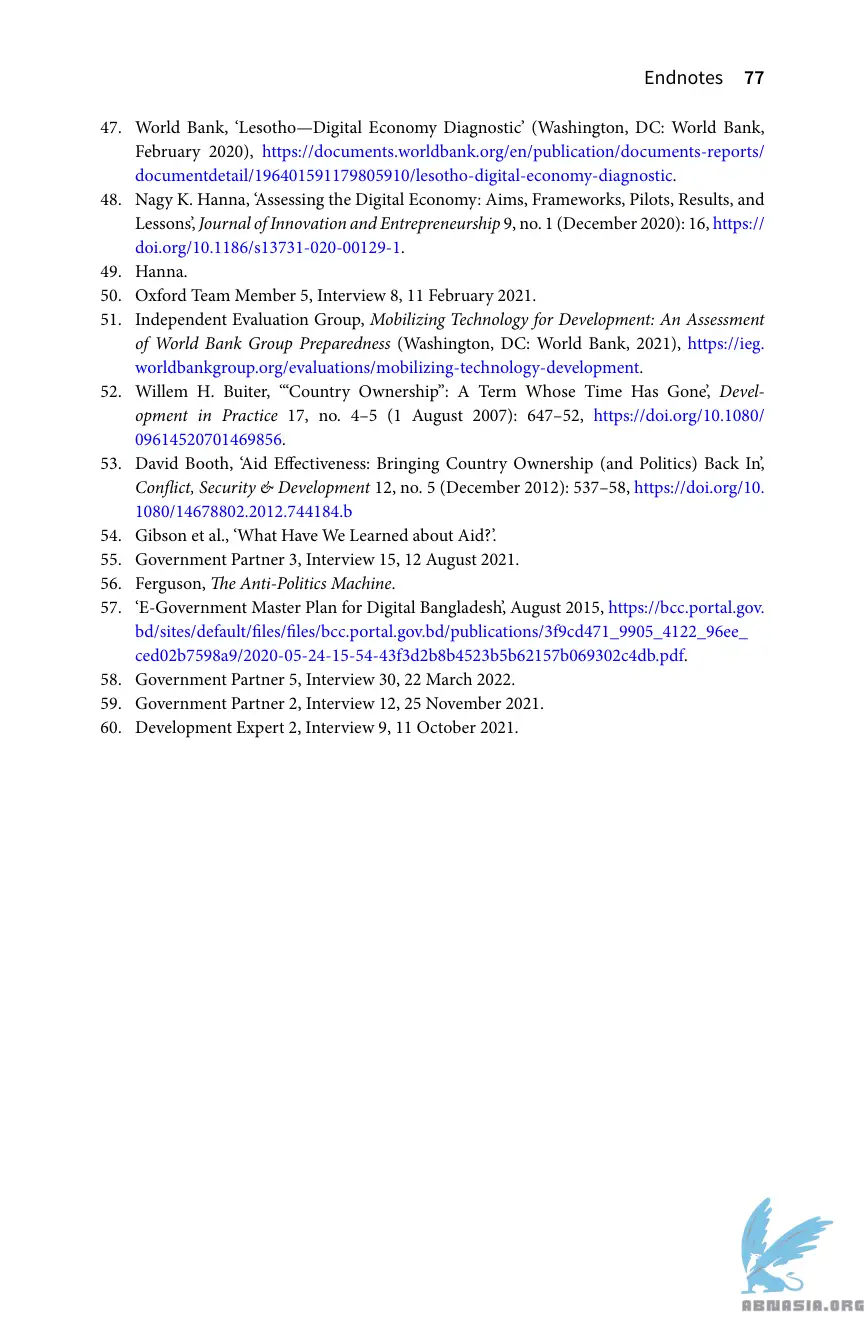 Endnotes 77
47. World Bank, ‘Lesotho—Digital Economy Diagnostic’ (Washington, DC: World Bank,
February 2020), https://documents.worldbank.org/en/publication/documents-reports/
documentdetail/196401591179805910/lesotho-digital-economy-diagnostic.
48. Nagy K. Hanna, ‘Assessing the Digital Economy: Aims, Frameworks, Pilots, Results, and
Lessons’, Journal of Innovation and Entrepreneurship 9, no. 1 (December 2020): 16, https://
doi.org/10.1186/s13731-020-00129-1.
49. Hanna.
50. Oxford Team Member 5, Interview 8, 11 February 2021.
51. Independent Evaluation Group, Mobilizing Technology for Development: An Assessment
of World Bank Group Preparedness (Washington, DC: World Bank, 2021), https://ieg.
worldbankgroup.org/evaluations/mobilizing-technology-development.
52. Willem H. Buiter, ‘“Country Ownership”: A Term Whose Time Has Gone’, Devel-
opment in Practice 17, no. 4–5 (1 August 2007): 647–52, https://doi.org/10.1080/
09614520701469856.
53. David Booth, ‘Aid Effectiveness: Bringing Country Ownership (and Politics) Back In’,
Conflict, Security & Development 12, no. 5 (December 2012): 537–58, https://doi.org/10.
1080/14678802.2012.744184.b
54. Gibson et al., ‘What Have We Learned about Aid?’.
55. Government Partner 3, Interview 15, 12 August 2021.
56. Ferguson, The Anti-Politics Machine.
57. ‘E-Government Master Plan for Digital Bangladesh’, August 2015, https://bcc.portal.gov.
bd/sites/default/files/files/bcc.portal.gov.bd/publications/3f9cd471_9905_4122_96ee_
ced02b7598a9/2020-05-24-15-54-43f3d2b8b4523b5b62157b069302c4db.pdf.
58. Government Partner 5, Interview 30, 22 March 2022.
59. Government Partner 2, Interview 12, 25 November 2021.
60. Development Expert 2, Interview 9, 11 October 2021.
ABNASIA.ORG